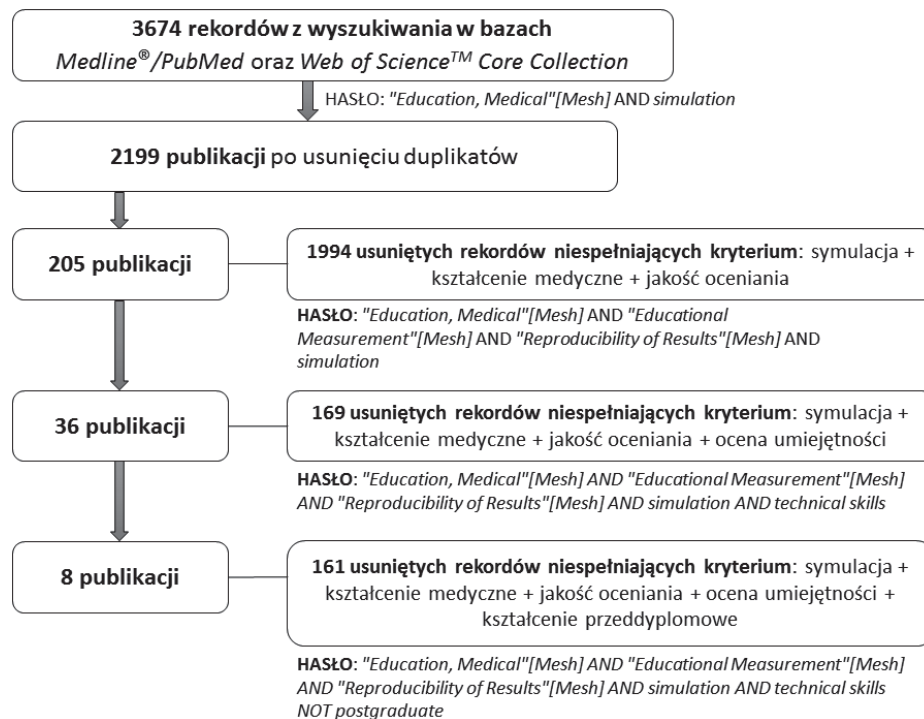 3674 rekordów z wyszukiwania w bazach
Medline®/PubMed oraz Web of Science™ Core Collection
HASŁO: "Education, Medical"[Mesh] AND simulation
2199 publikacji po usunięciu duplikatów
205 publikacji
1994 usuniętych rekordów niespełniających kryterium: symulacja +
kształcenie medyczne + jakość oceniania
HASŁO: "Education, Medical"[Mesh] AND "Educational
Measurement"[Mesh] AND "Reproducibility of Results"[Mesh] AND
simulation
36 publikacji
169 usuniętych rekordów niespełniających kryterium: symulacja +
kształcenie medyczne + jakość oceniania + ocena umiejętności
HASŁO: "Education, Medical"[Mesh] AND "Educational Measurement"[Mesh]
AND "Reproducibility of Results"[Mesh] AND simulation AND technical skills
8 publikacji
161 usuniętych rekordów niespełniających kryterium: symulacja +
kształcenie medyczne + jakość oceniania + ocena umiejętności +
kształcenie przeddyplomowe
HASŁO: "Education, Medical"[Mesh] AND "Educational Measurement"[Mesh]
AND "Reproducibility of Results"[Mesh] AND simulation AND technical skills
NOT postgraduate